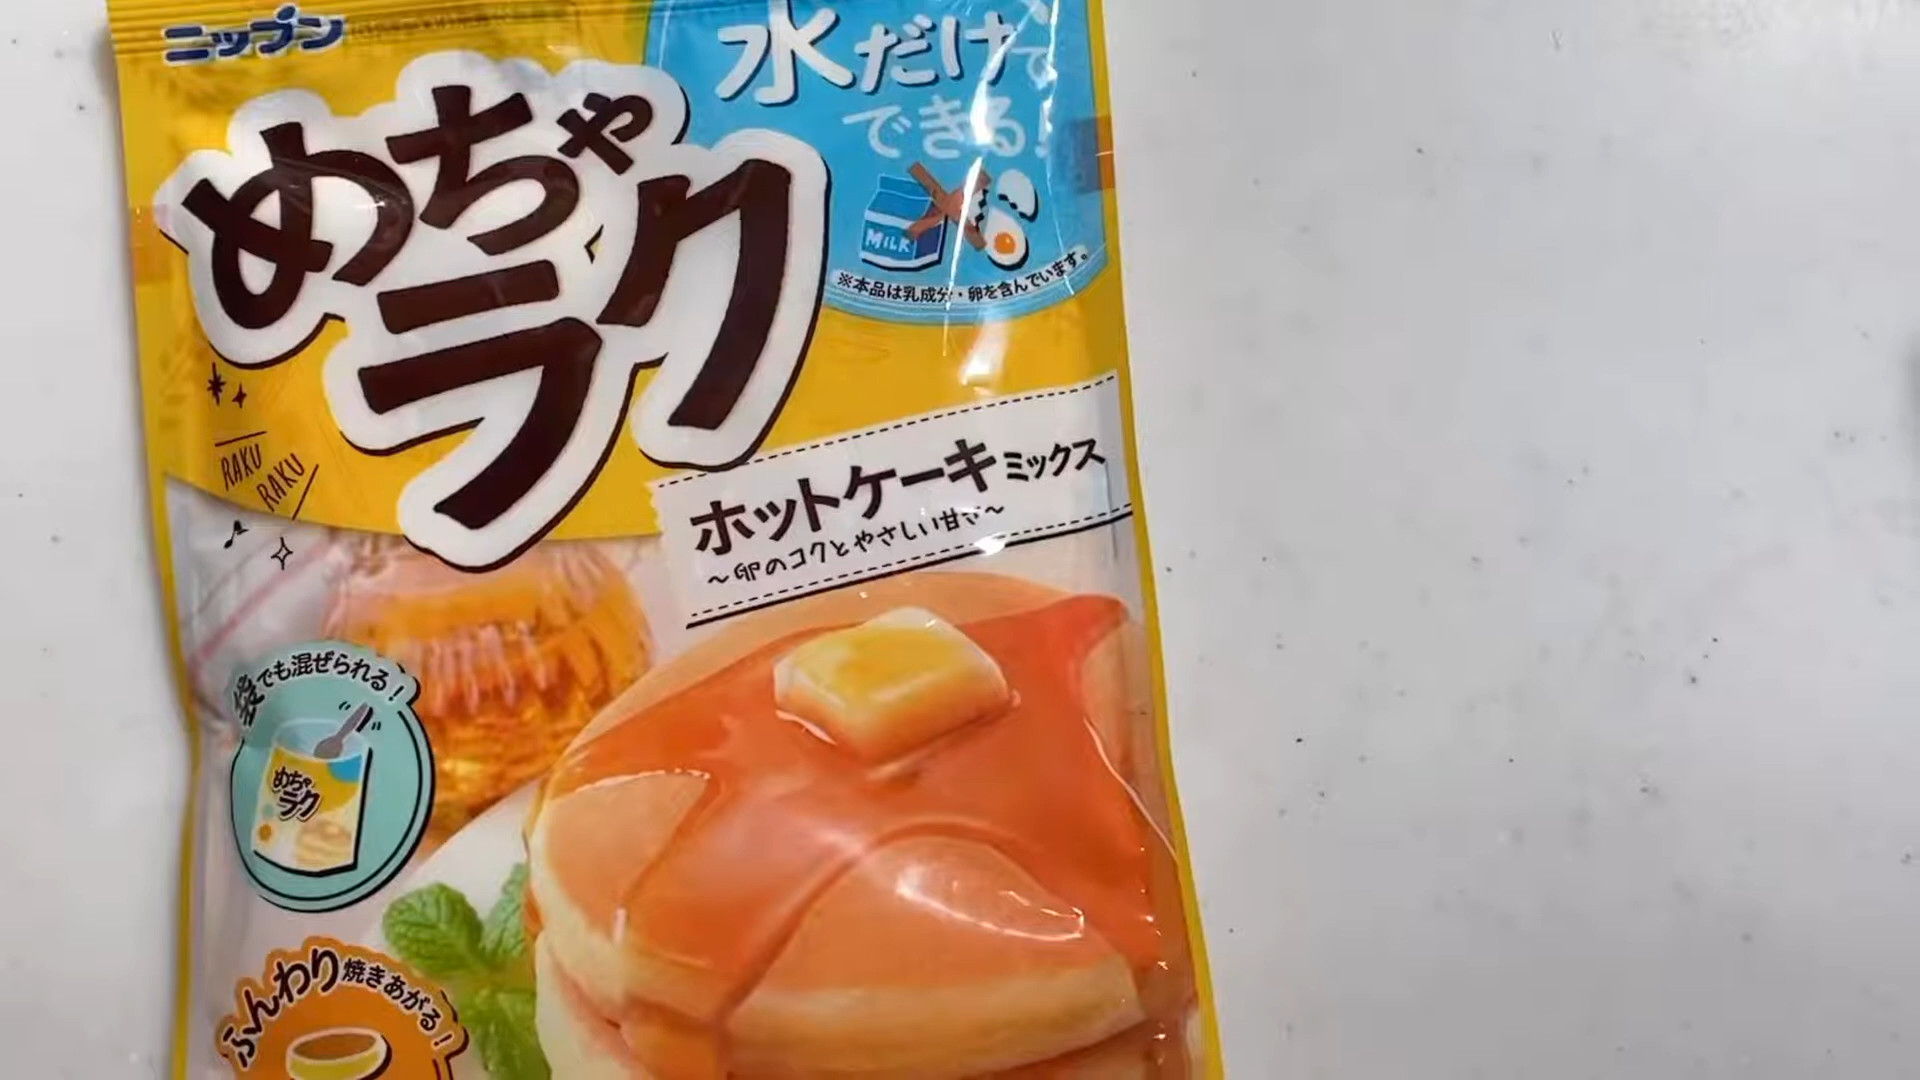 ニップン
水だけで
できる!
MILK
※本品は乳成分・卵を含んでいます。
めちゃ
ラク
RAKU
RAKU
ホットケーキミックス
～卵のコクとやさしい甘さ～
袋でも混ぜられる!
めちゃ
ラク
ふんわり焼きあがる!